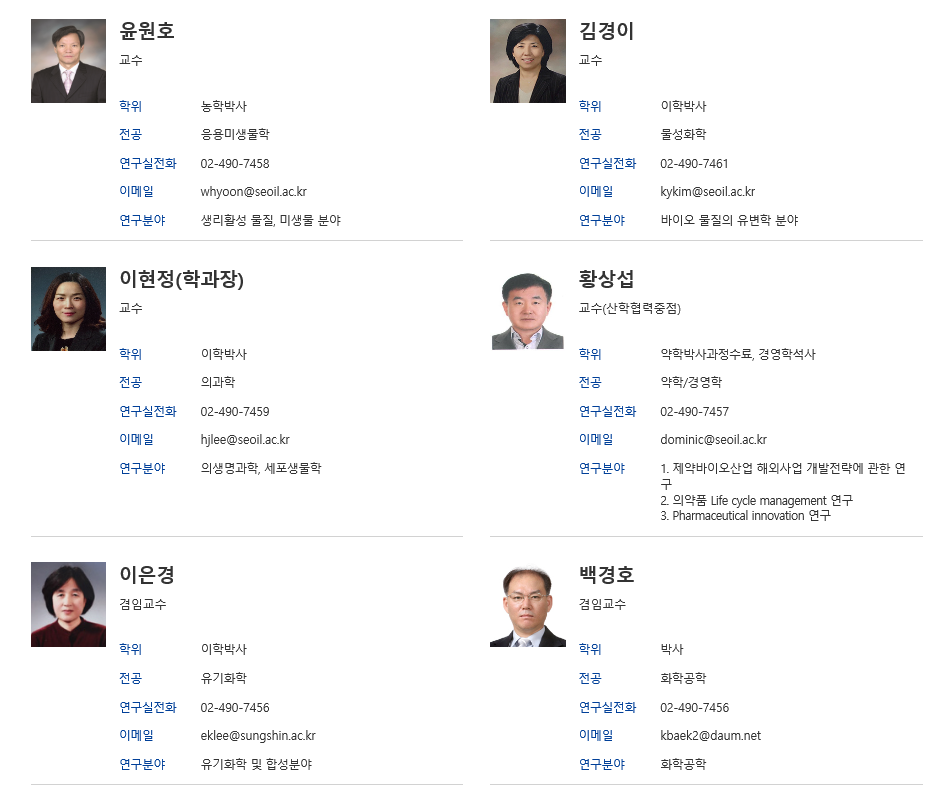 윤원호
교수
학위 농학박사
전공 응용미생물학
연구실전화 02-490-7458
이메일 whyoon@seoil.ac.kr
연구분야 생리활성 물질, 미생물 분야
김경이
교수
학위 이학박사
전공 물성화학
연구실전화 02-490-7461
이메일 kykim@seoil.ac.kr
연구분야 바이오 물질의 유변학 분야
이현정(학과장)
교수
학위 이학박사
전공 의과학
연구실전화 02-490-7459
이메일 hjlee@seoil.ac.kr
연구분야 의생명과학, 세포생물학
황상섭
교수(산학협력중점)
학위 약학박사과정수료, 경영학석사
전공 약학/경영학
연구실전화 02-490-7457
이메일 dominic@seoil.ac.kr
연구분야 1. 제약바이오산업 해외사업 개발전략에 관한 연
구
2. 의약품 Life cycle management 연구
3. Pharmaceutical innovation 연구
이은경
겸임교수
학위 이학박사
전공 유기화학
연구실전화 02-490-7456
이메일 eklee@sungshin.ac.kr
연구분야 유기화학 및 합성분야
백경호
겸임교수
학위 박사
전공 화학공학
연구실전화 02-490-7456
이메일 kbaek2@daum.net
연구분야 화학공학